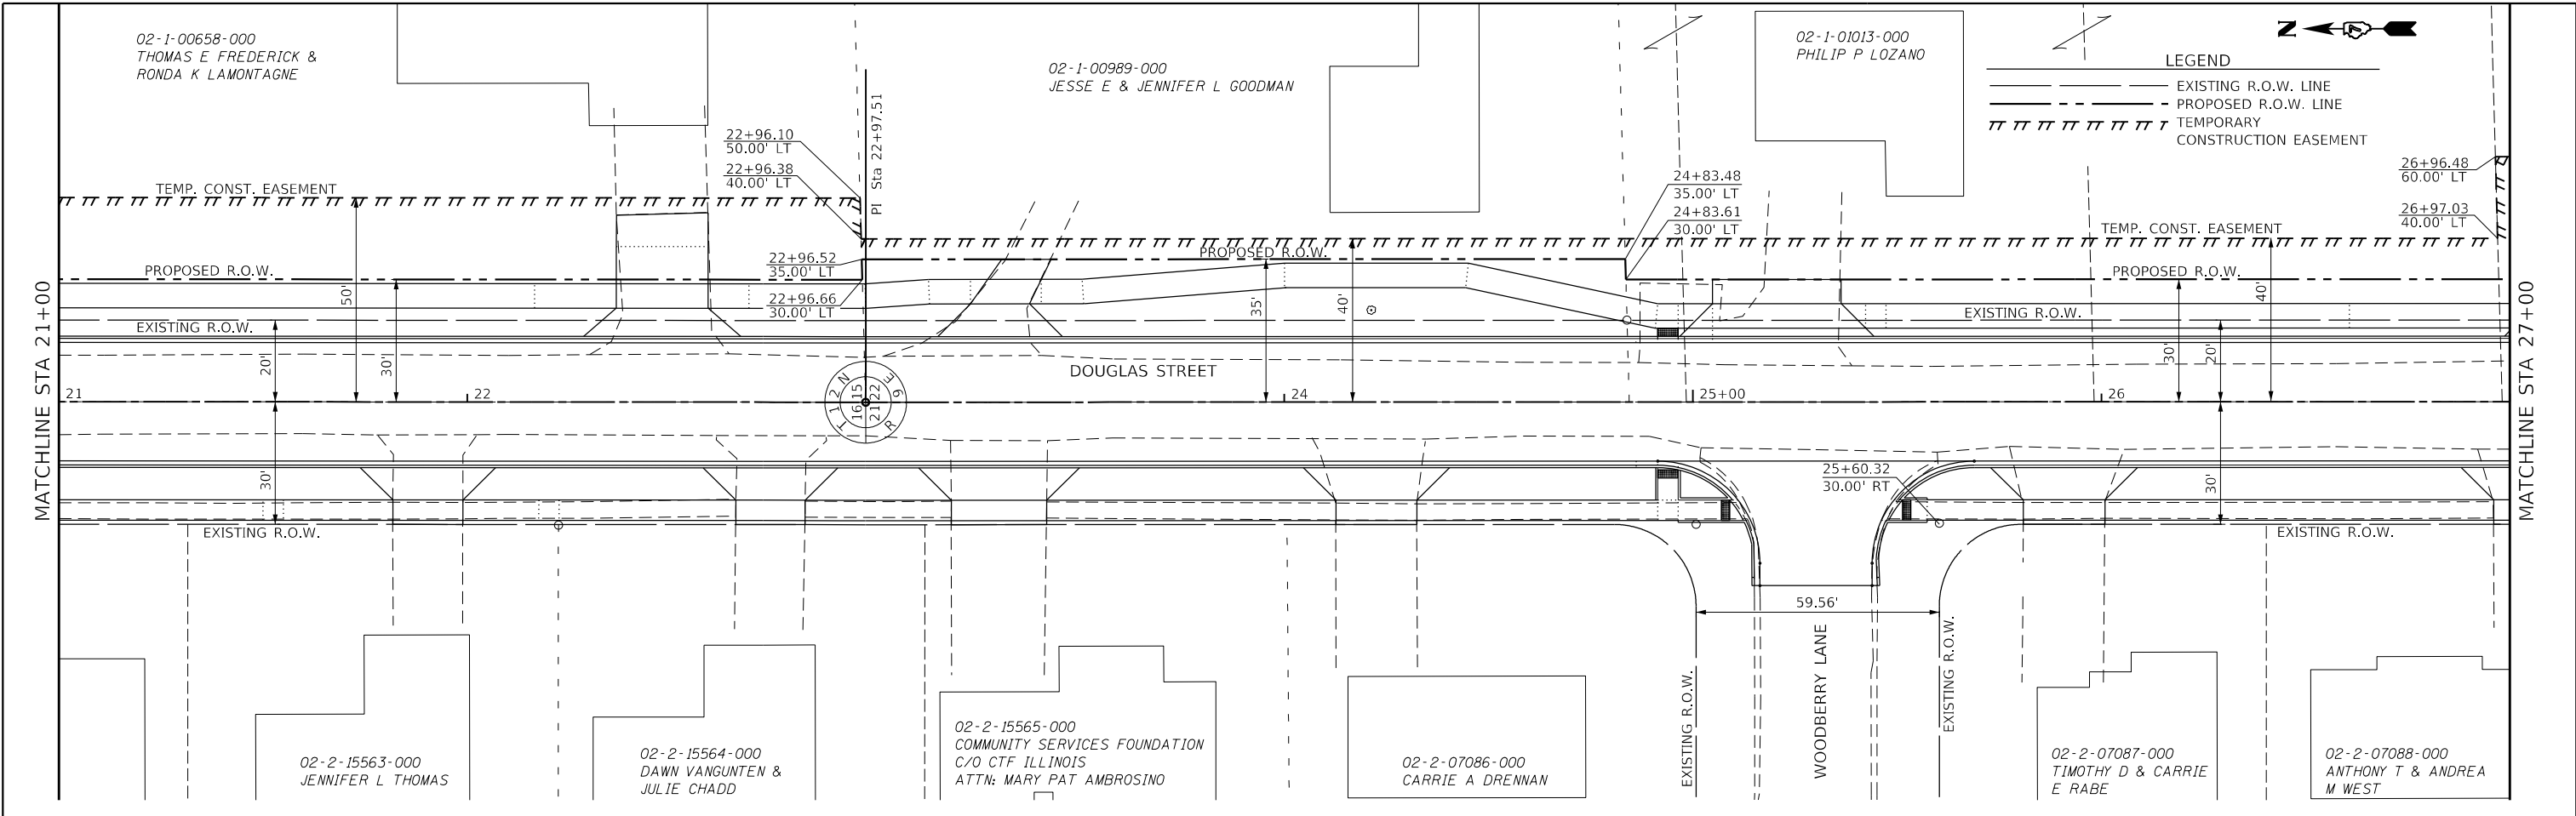 02-1-00658-000
THOMAS E FREDERICK &
RONDA K LAMONTAGNE
02-1-00989-000
JESSE E & JENNIFER L GOODMAN
02-1-01013-000
PHILIP P LOZANO
N
LEGEND
EXISTING R.O.W. LINE
PROPOSED R.O.W. LINE
TEMPORARY
CONSTRUCTION EASEMENT
PI Sta 22+97.51
22+96.10
50.00' LT
22+96.38
40.00' LT
22+96.52
35.00' LT
22+96.66
30.00' LT
24+83.48
35.00' LT
24+83.61
30.00' LT
26+96.48
60.00' LT
26+97.03
40.00' LT
TEMP. CONST. EASEMENT
TEMP. CONST. EASEMENT
PROPOSED R.O.W.
PROPOSED R.O.W.
PROPOSED R.O.W.
EXISTING R.O.W.
EXISTING R.O.W.
MATCHLINE STA 21+00
MATCHLINE STA 27+00
20'
50'
30'
35'
40'
30'
20'
40'
DOUGLAS STREET
21
22
24
25+00
26
T 12 N
R 9 E
16 15
21 22
30'
30'
25+60.32
30.00' RT
EXISTING R.O.W.
EXISTING R.O.W.
59.56'
EXISTING R.O.W.
WOODBERRY LANE
EXISTING R.O.W.
02-2-15563-000
JENNIFER L THOMAS
02-2-15564-000
DAWN VANGUNTEN &
JULIE CHADD
02-2-15565-000
COMMUNITY SERVICES FOUNDATION
C/O CTF ILLINOIS
ATTN: MARY PAT AMBROSINO
02-2-07086-000
CARRIE A DRENNAN
02-2-07087-000
TIMOTHY D & CARRIE
E RABE
02-2-07088-000
ANTHONY T & ANDREA
M WEST